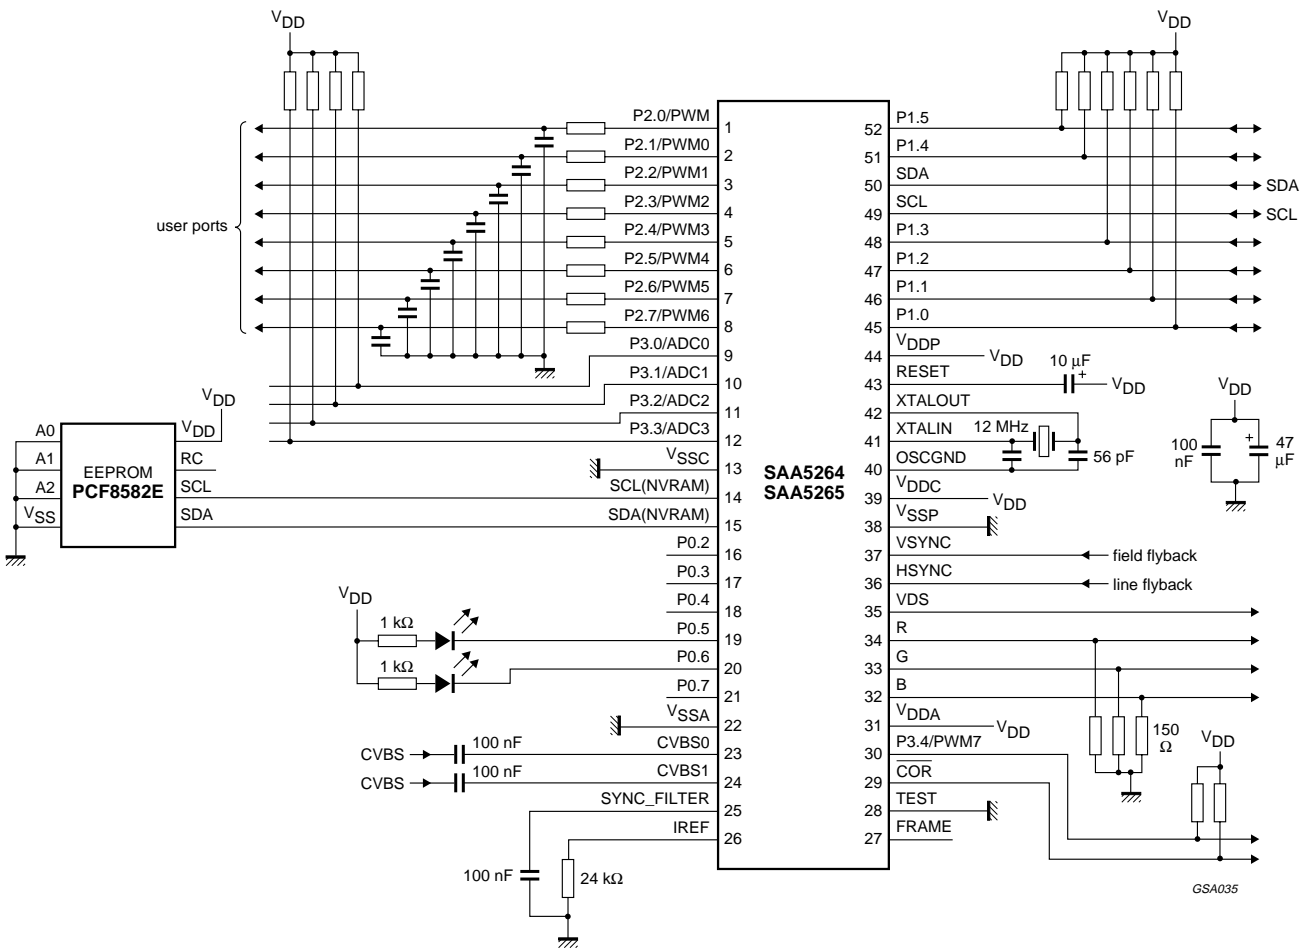 VDD
VDD
P2.0/PWM
1
P2.1/PWM0
2
P2.2/PWM1
3
P2.3/PWM2
4
P2.4/PWM3
5
P2.5/PWM4
6
P2.6/PWM5
7
P2.7/PWM6
8
P3.0/ADC0
9
P3.1/ADC1
10
P3.2/ADC2
11
P3.3/ADC3
12
VSSC
13
SCL(NVRAM)
14
SDA(NVRAM)
15
P0.2
16
P0.3
17
P0.4
18
P0.5
19
P0.6
20
P0.7
21
VSSA
22
CVBS0
23
CVBS1
24
SYNC_FILTER
25
IREF
26
user ports
VDD
A0
VDD
A1
RC
A2
SCL
VSS
SDA
EEPROM
PCF8582E
VDD
1 kΩ
1 kΩ
CVBS
100 nF
CVBS
100 nF
100 nF
24 kΩ
SAA5264
SAA5265
P1.5
52
P1.4
51
SDA
50
SDA
SCL
49
SCL
P1.3
48
P1.2
47
P1.1
46
P1.0
45
VDDP
44
VDD
RESET
43
10 μF
+
VDD
XTALOUT
42
XTALIN
41
12 MHz
OSCGND
40
56 pF
VDDC
39
VDD
VSSP
38
VSYNC
37
field flyback
HSYNC
36
line flyback
VDS
35
R
34
G
33
B
32
VDDA
31
VDD
P3.4/PWM7
30
COR
29
TEST
28
FRAME
27
VDD
100
nF
+
47
μF
150
Ω
VDD
GSA035